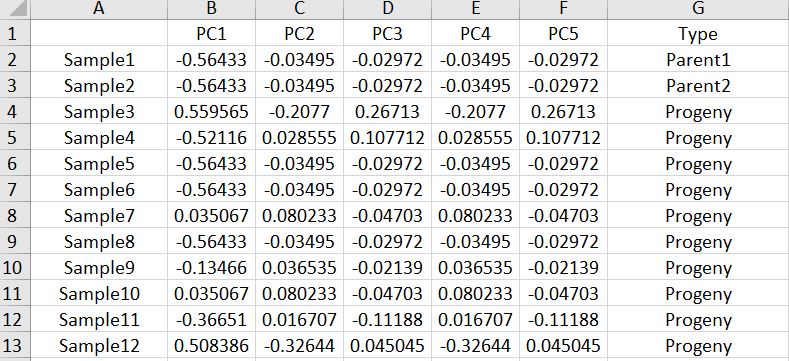 A B C D E F G
1 PC1 PC2 PC3 PC4 PC5 Type
2 Sample1 -0.56433 -0.03495 -0.02972 -0.03495 -0.02972 Parent1
3 Sample2 -0.56433 -0.03495 -0.02972 -0.03495 -0.02972 Parent2
4 Sample3 0.559565 -0.2077 0.26713 -0.2077 0.26713 Progeny
5 Sample4 -0.52116 0.028555 0.107712 0.028555 0.107712 Progeny
6 Sample5 -0.56433 -0.03495 -0.02972 -0.03495 -0.02972 Progeny
7 Sample6 -0.56433 -0.03495 -0.02972 -0.03495 -0.02972 Progeny
8 Sample7 0.035067 0.080233 -0.04703 0.080233 -0.04703 Progeny
9 Sample8 -0.56433 -0.03495 -0.02972 -0.03495 -0.02972 Progeny
10 Sample9 -0.13466 0.036535 -0.02139 0.036535 -0.02139 Progeny
11 Sample10 0.035067 0.080233 -0.04703 0.080233 -0.04703 Progeny
12 Sample11 -0.36651 0.016707 -0.11188 0.016707 -0.11188 Progeny
13 Sample12 0.508386 -0.32644 0.045045 -0.32644 0.045045 Progeny